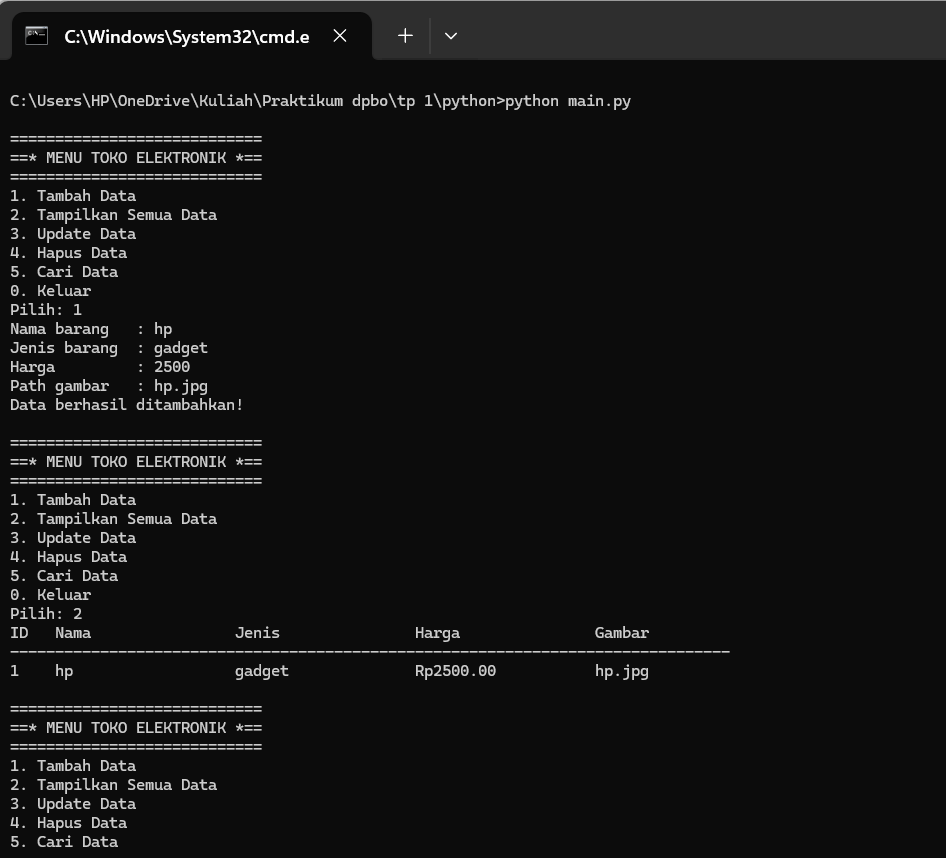 C:\Windows\System32\cmd.e
C:\Users\HP\OneDrive\Kuliah\Praktikum dpbo\tp 1\python>python main.py
============================
==* MENU TOKO ELEKTRONIK *==
============================
1. Tambah Data
2. Tampilkan Semua Data
3. Update Data
4. Hapus Data
5. Cari Data
0. Keluar
Pilih: 1
Nama barang   : hp
Jenis barang  : gadget
Harga         : 2500
Path gambar   : hp.jpg
Data berhasil ditambahkan!
============================
==* MENU TOKO ELEKTRONIK *==
============================
1. Tambah Data
2. Tampilkan Semua Data
3. Update Data
4. Hapus Data
5. Cari Data
0. Keluar
Pilih: 2
ID   Nama                Jenis               Harga               Gambar
--------------------------------------------------------------------------------
1    hp                  gadget              Rp2500.00           hp.jpg
============================
==* MENU TOKO ELEKTRONIK *==
============================
1. Tambah Data
2. Tampilkan Semua Data
3. Update Data
4. Hapus Data
5. Cari Data